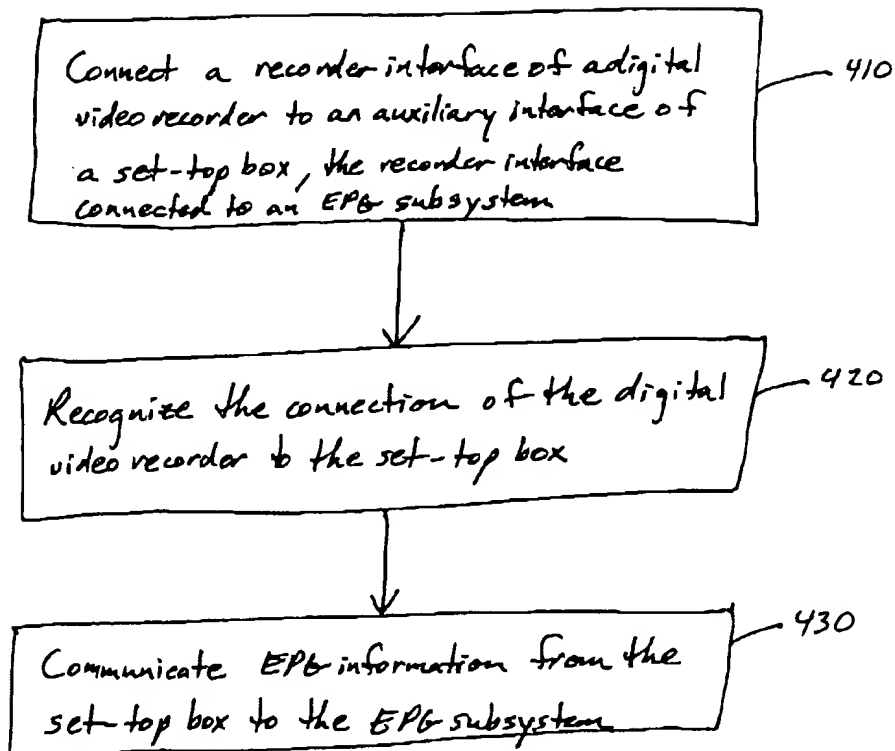 Connect a recorder interface of a digital
video recorder to an auxiliary interface of
a set-top box, the recorder interface
connected to an EPG subsystem
410
Recognize the connection of the digital
video recorder to the set-top box
420
Communicate EPG information from the
set-top box to the EPG subsystem
430